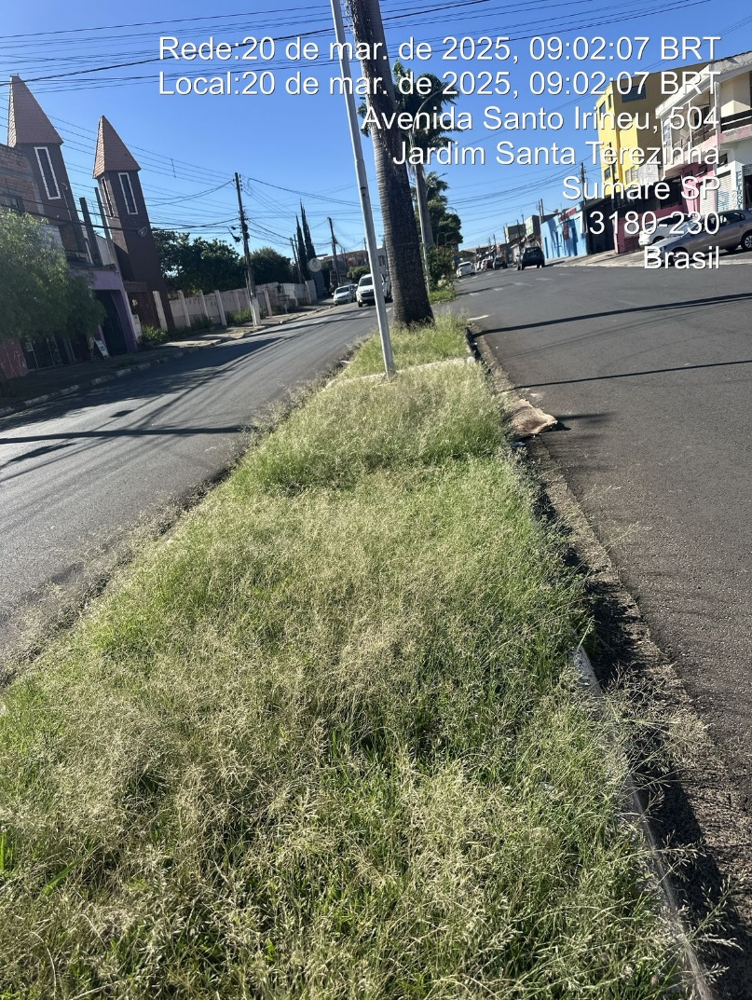 Rede:20 de mar. de 2025, 09:02:07 BRT
Local:20 de mar. de 2025, 09:02:07 BRT
Avenida Santo Irineu, 504
Jardim Santa Terezinha
Sumare SP
13180-230
Brasil